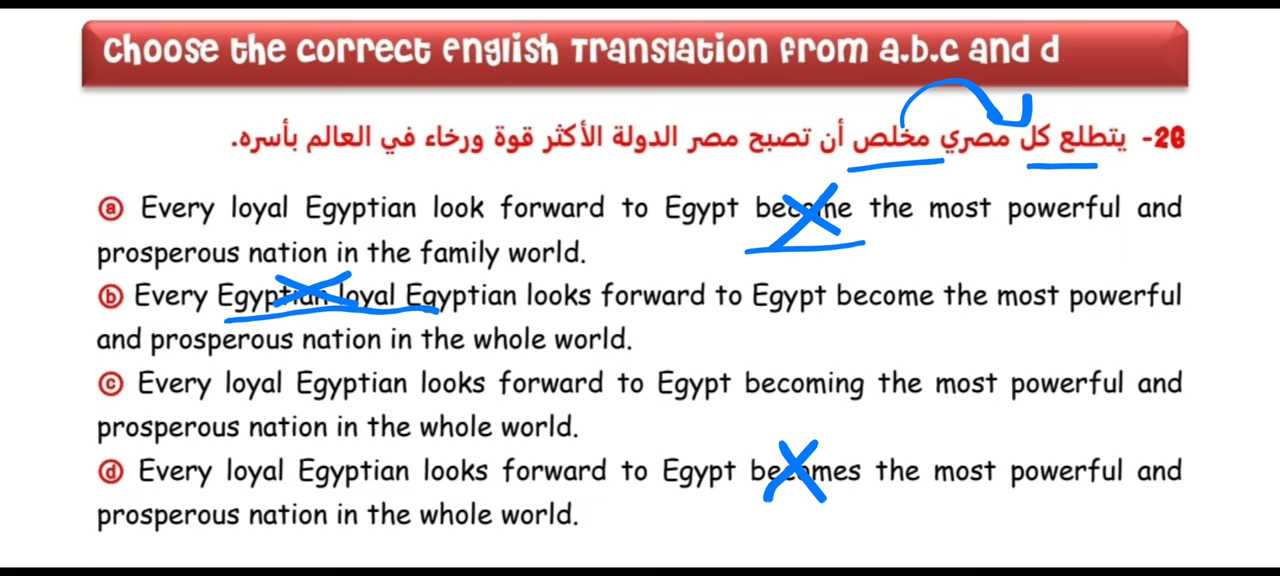 Choose the correct English Translation from a.b.c and d
26- يتطلع كل مصري مخلص أن تصبح مصر الدولة الأكثر قوة ورخاء في العالم بأسره.
ⓐ Every loyal Egyptian look forward to Egypt become the most powerful and
prosperous nation in the family world.
ⓑ Every Egyptian loyal Egyptian looks forward to Egypt become the most powerful
and prosperous nation in the whole world.
ⓒ Every loyal Egyptian looks forward to Egypt becoming the most powerful and
prosperous nation in the whole world.
ⓓ Every loyal Egyptian looks forward to Egypt becomes the most powerful and
prosperous nation in the whole world.